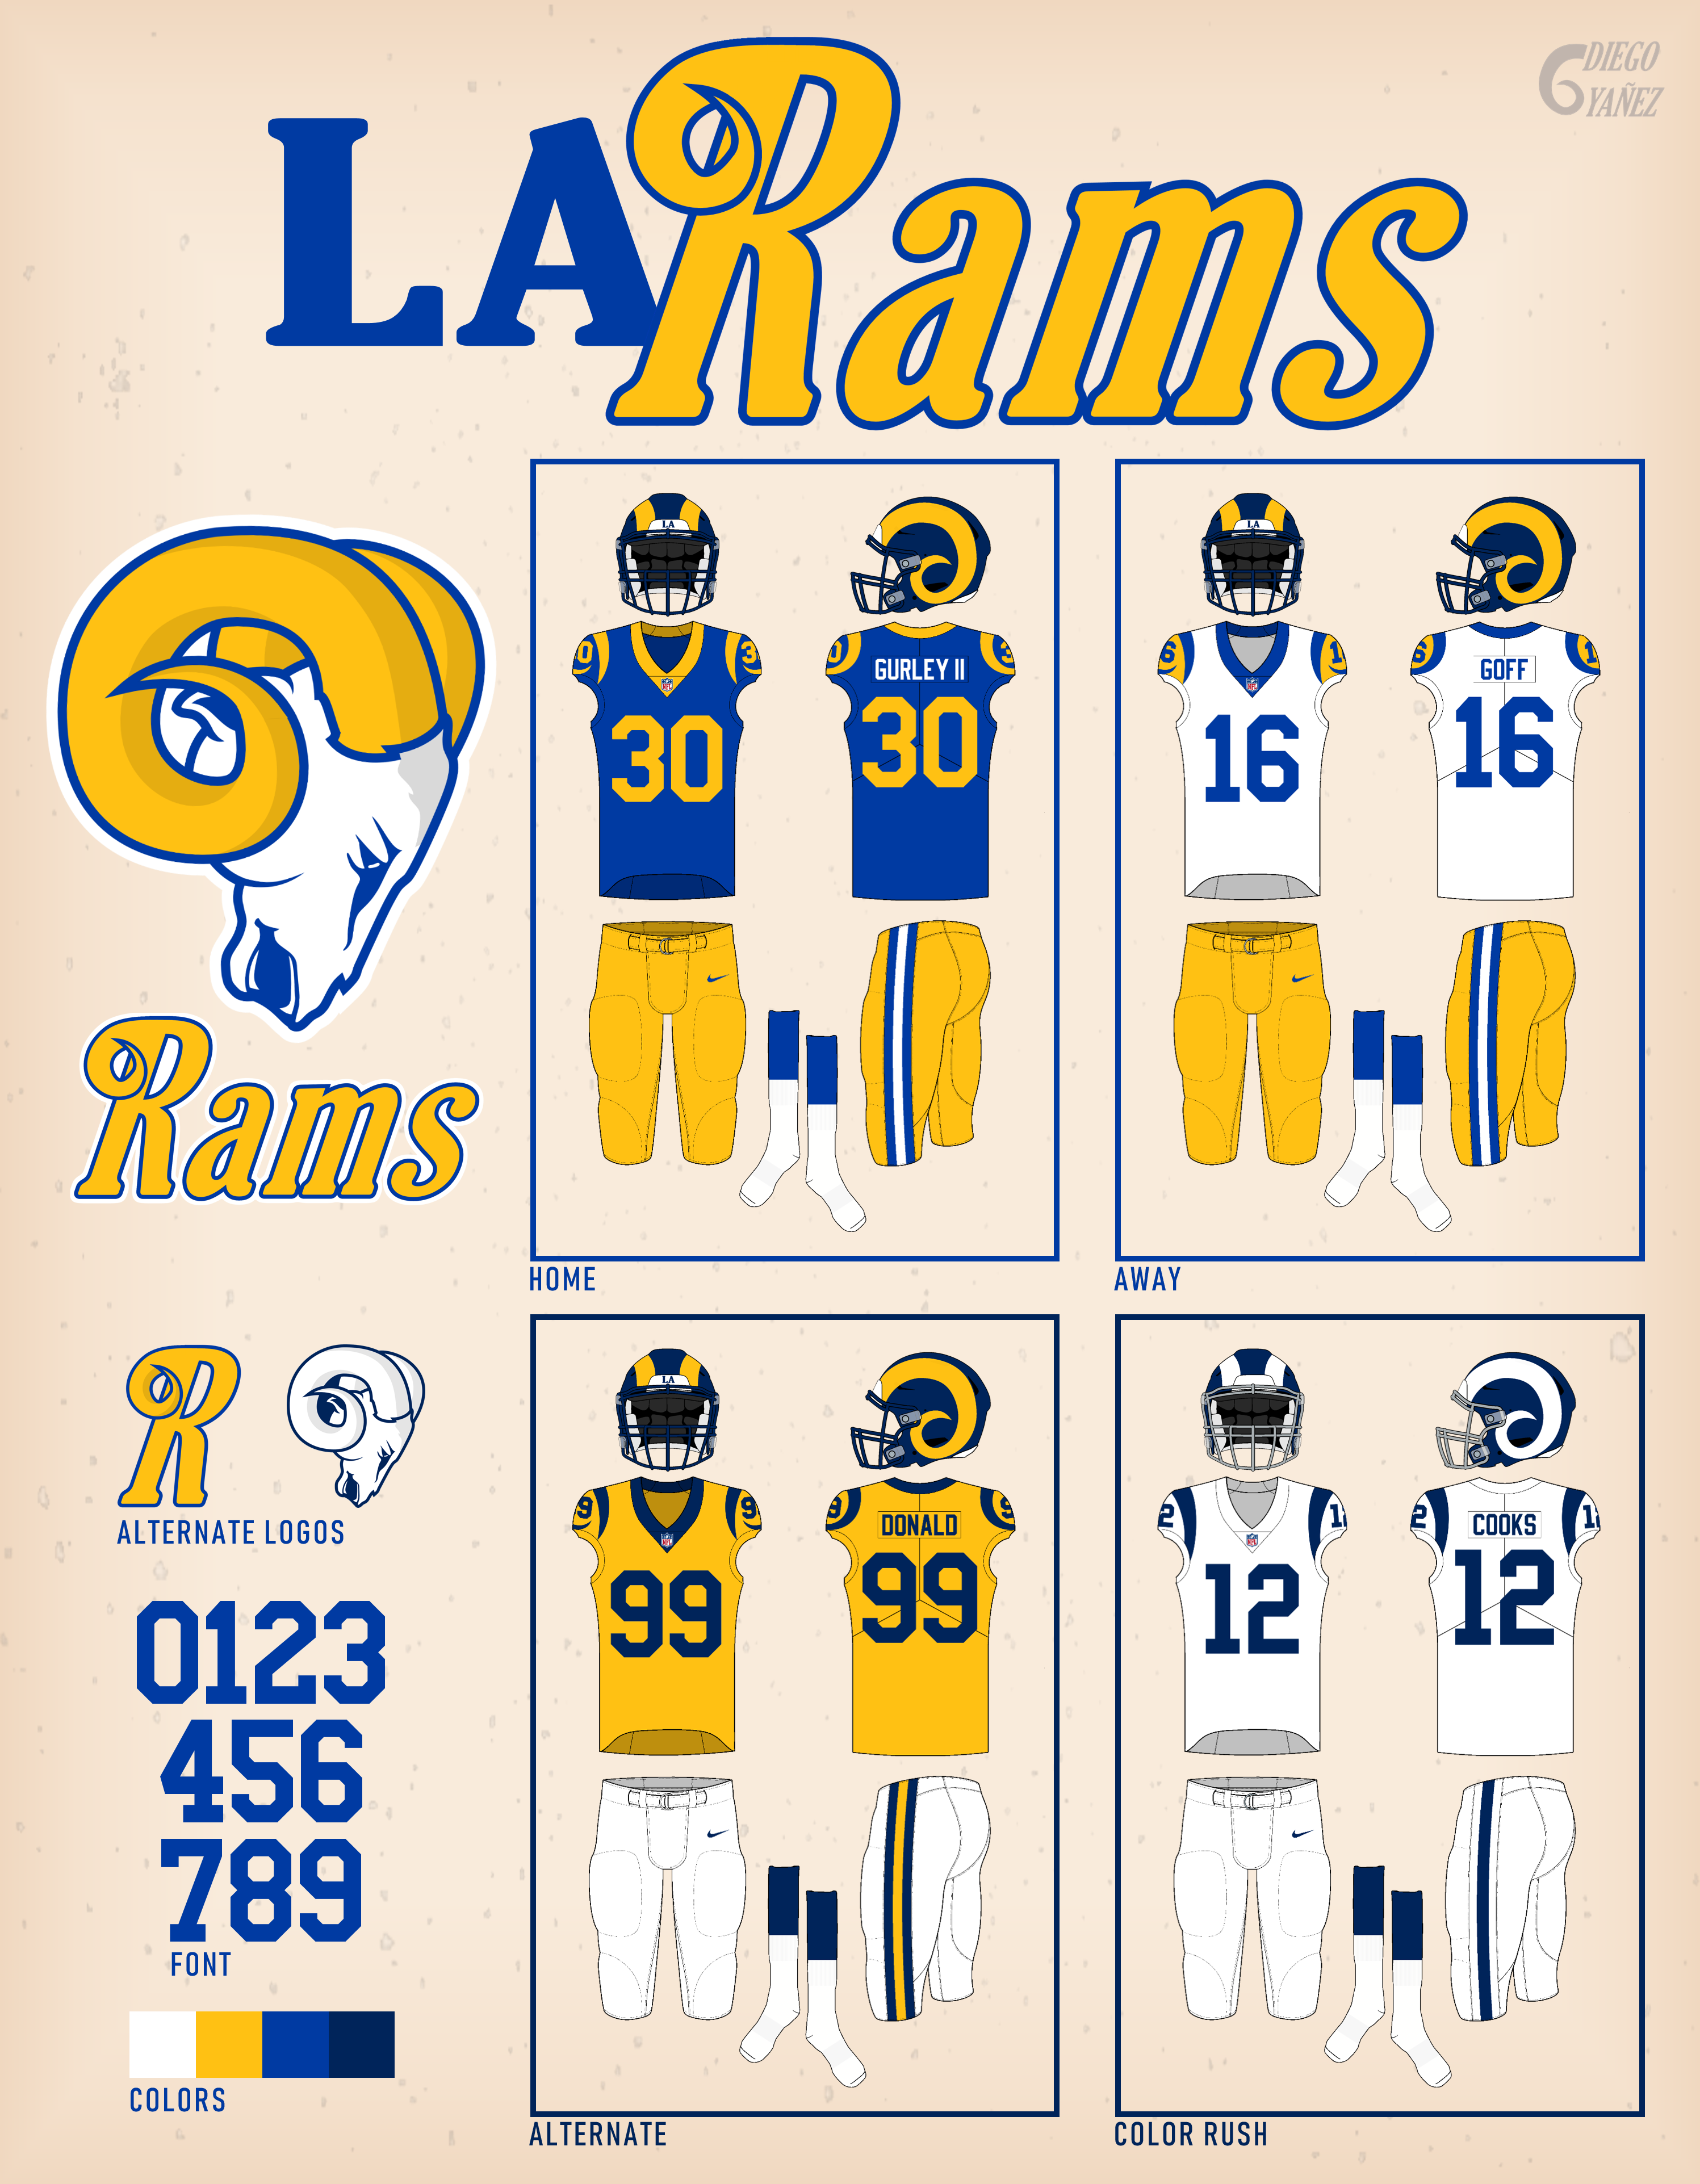 DIEGO
YAÑEZ
LA Rams
LA
LA
30
GURLEY II
30
16
GOFF
16
Rams
HOME
AWAY
R
ALTERNATE LOGOS
LA
99
DONALD
99
12
COOKS
12
0123
456
789
FONT
COLORS
ALTERNATE
COLOR RUSH